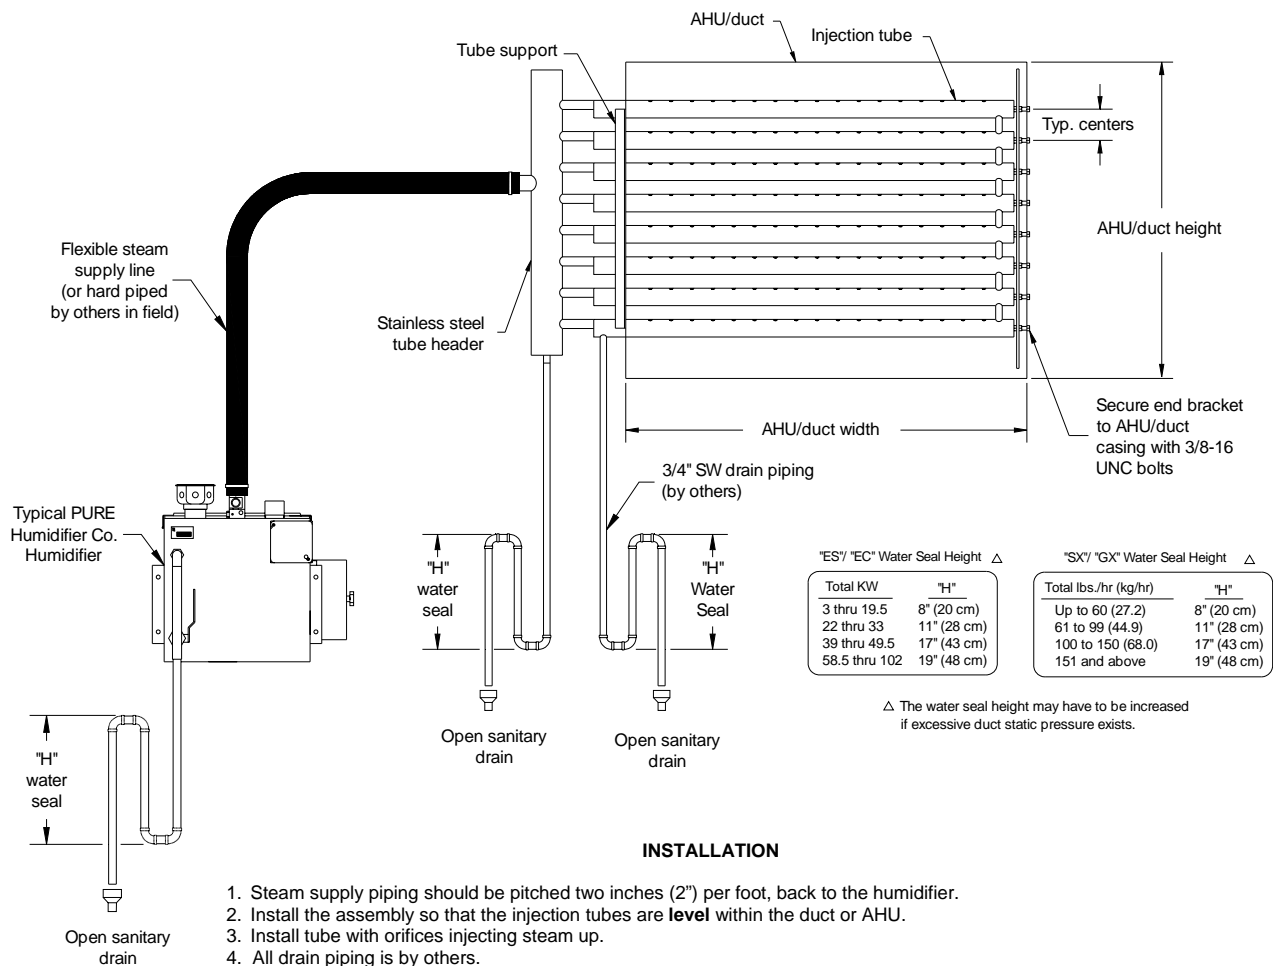 AHU/duct
Injection tube
Tube support
Typ. centers
AHU/duct height
Flexible steam
supply line
(or hard piped
by others in field)
Stainless steel
tube header
Secure end bracket
to AHU/duct
casing with 3/8-16
UNC bolts
AHU/duct width
3/4" SW drain piping
(by others)
Typical PURE
Humidifier Co.
Humidifier
"H"
water
seal
"H"
Water
Seal
"ES"/ "EC" Water Seal Height △
Total KW "H"
3 thru 19.5 8" (20 cm)
22 thru 33 11" (28 cm)
39 thru 49.5 17" (43 cm)
58.5 thru 102 19" (48 cm)
"SX"/ "GX" Water Seal Height △
Total lbs./hr (kg/hr) "H"
Up to 60 (27.2) 8" (20 cm)
61 to 99 (44.9) 11" (28 cm)
100 to 150 (68.0) 17" (43 cm)
151 and above 19" (48 cm)
△ The water seal height may have to be increased
if excessive duct static pressure exists.
Open sanitary
drain
Open sanitary
drain
"H"
water
seal
Open sanitary
drain
INSTALLATION
1. Steam supply piping should be pitched two inches (2”) per foot, back to the humidifier.
2. Install the assembly so that the injection tubes are level within the duct or AHU.
3. Install tube with orifices injecting steam up.
4. All drain piping is by others.